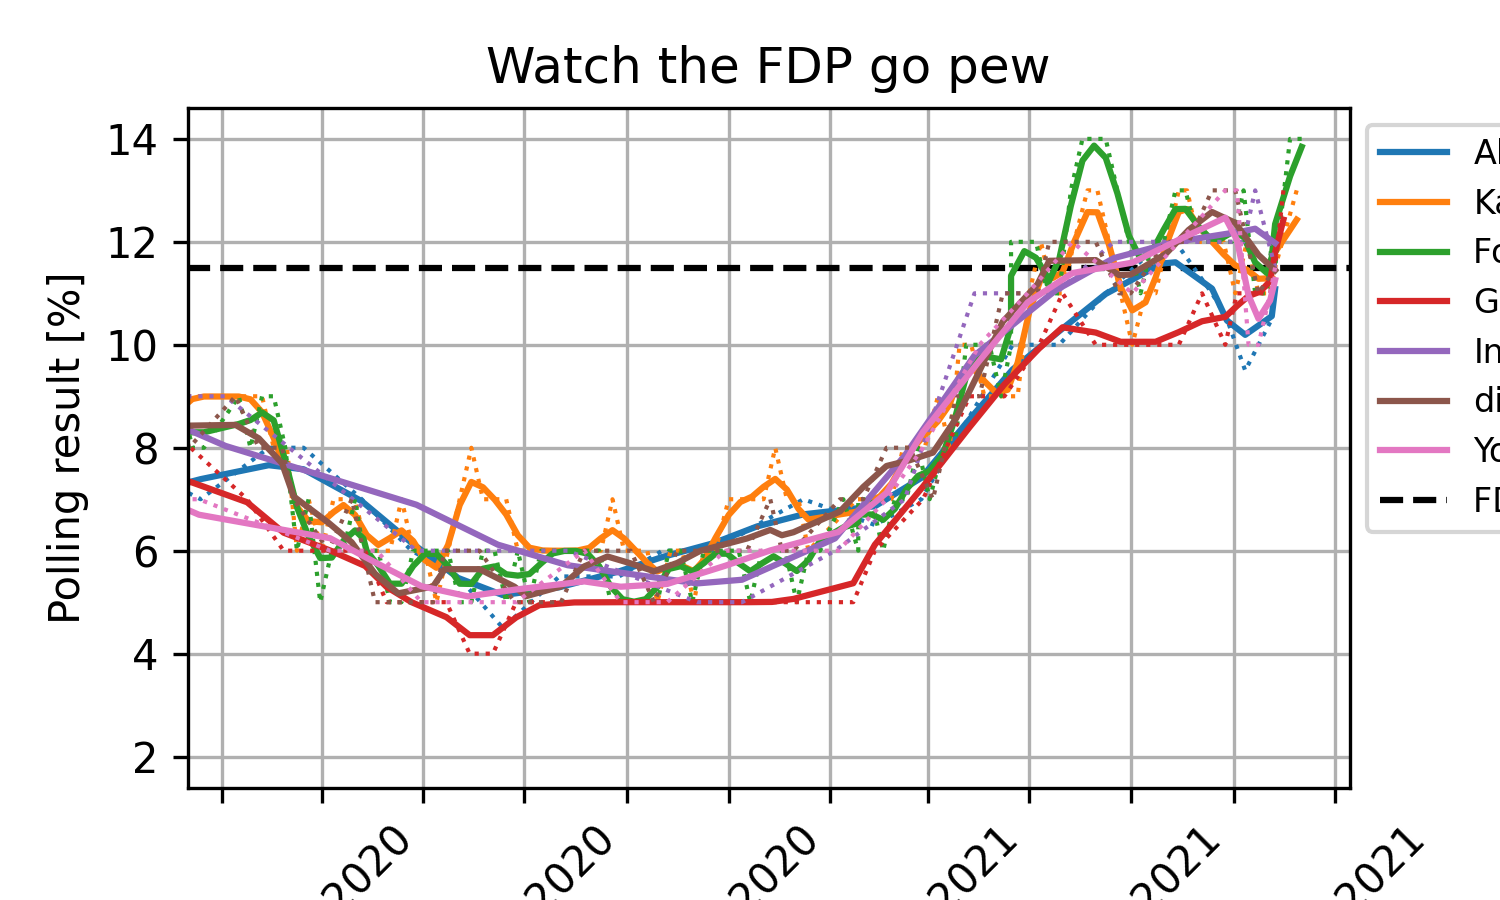 Watch the FDP go pew
Polling result [%]
14
12
10
8
6
4
2
2020
2020
2020
2021
2021
2021
Al
Ka
Fo
G
In
di
Yo
FD